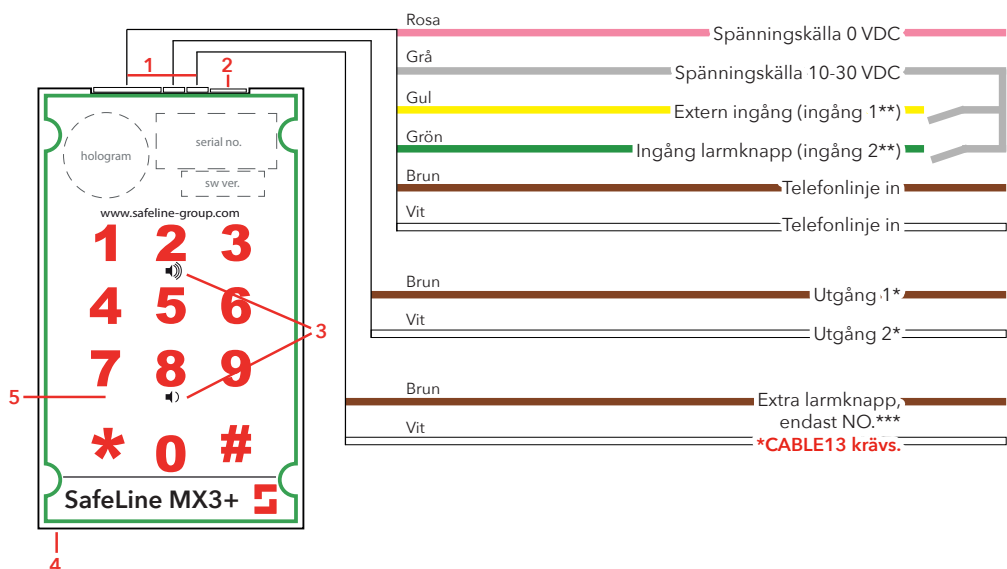 Rosa
Spänningskälla 0 VDC
Grå
Spänningskälla 10-30 VDC
Gul
Extern ingång (ingång 1**)
Grön
Ingång larmknapp (ingång 2**)
Brun
Telefonlinje in
Vit
Telefonlinje in
Brun
Utgång 1*
Vit
Utgång 2*
Brun
Extra larmknapp,
endast NO.***
Vit
*CABLE13 krävs.
1
2
hologram
serial no.
sw ver.
www.safeline-group.com
1 2 3
4 5 6
3
7 8 9
5
* 0 #
SafeLine MX3+
4